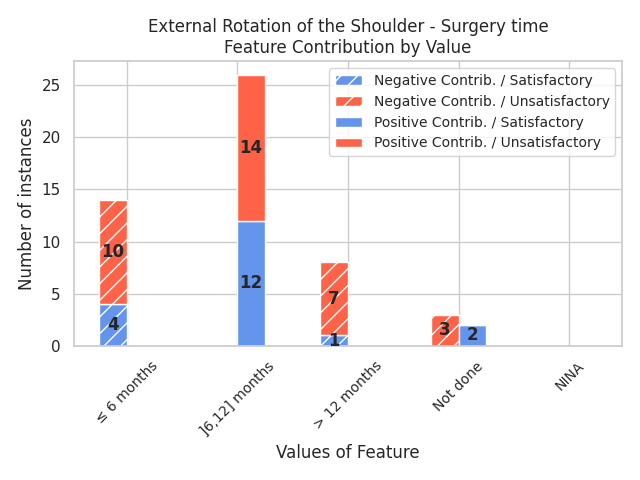 External Rotation of the Shoulder - Surgery time
Feature Contribution by Value
Negative Contrib. / Satisfactory
Negative Contrib. / Unsatisfactory
Positive Contrib. / Satisfactory
Positive Contrib. / Unsatisfactory
Number of instances
25
20
15
10
5
0
10
4
14
12
7
1
3
2
≤ 6 months
]6,12] months
> 12 months
Not done
NINA
Values of Feature